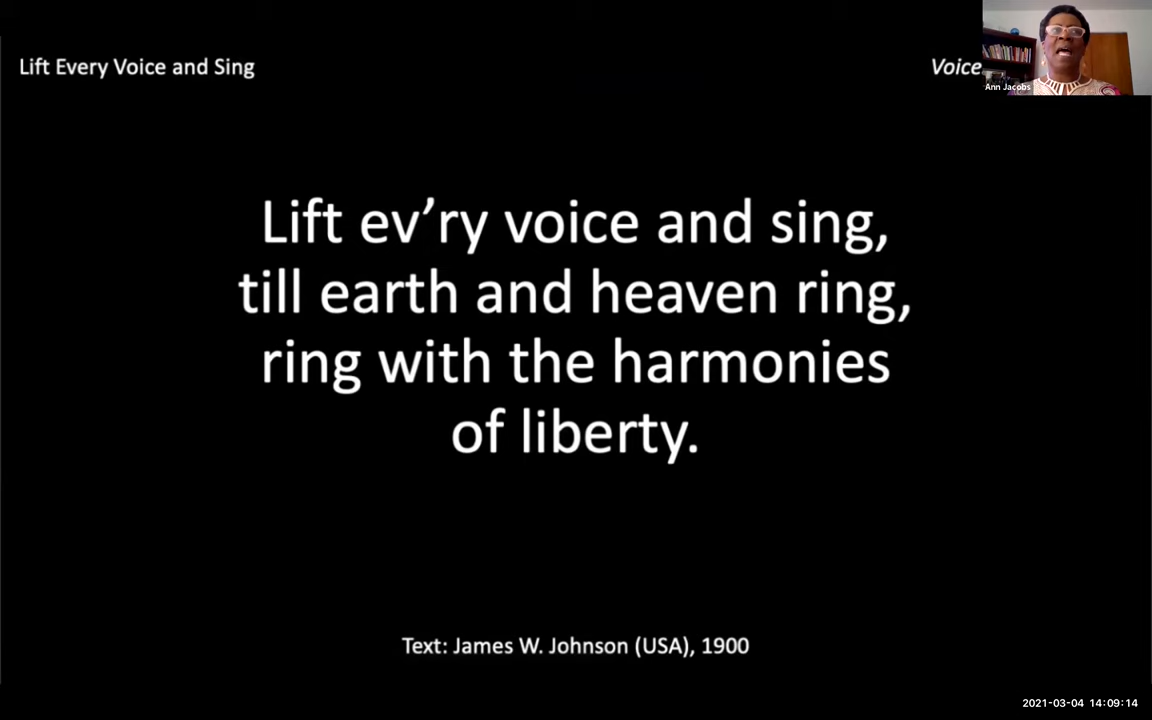 Lift Every Voice and Sing
Voice
Ann Jacobs
Lift ev’ry voice and sing,
till earth and heaven ring,
ring with the harmonies
of liberty.
Text: James W. Johnson (USA), 1900
2021-03-04 14:09:14